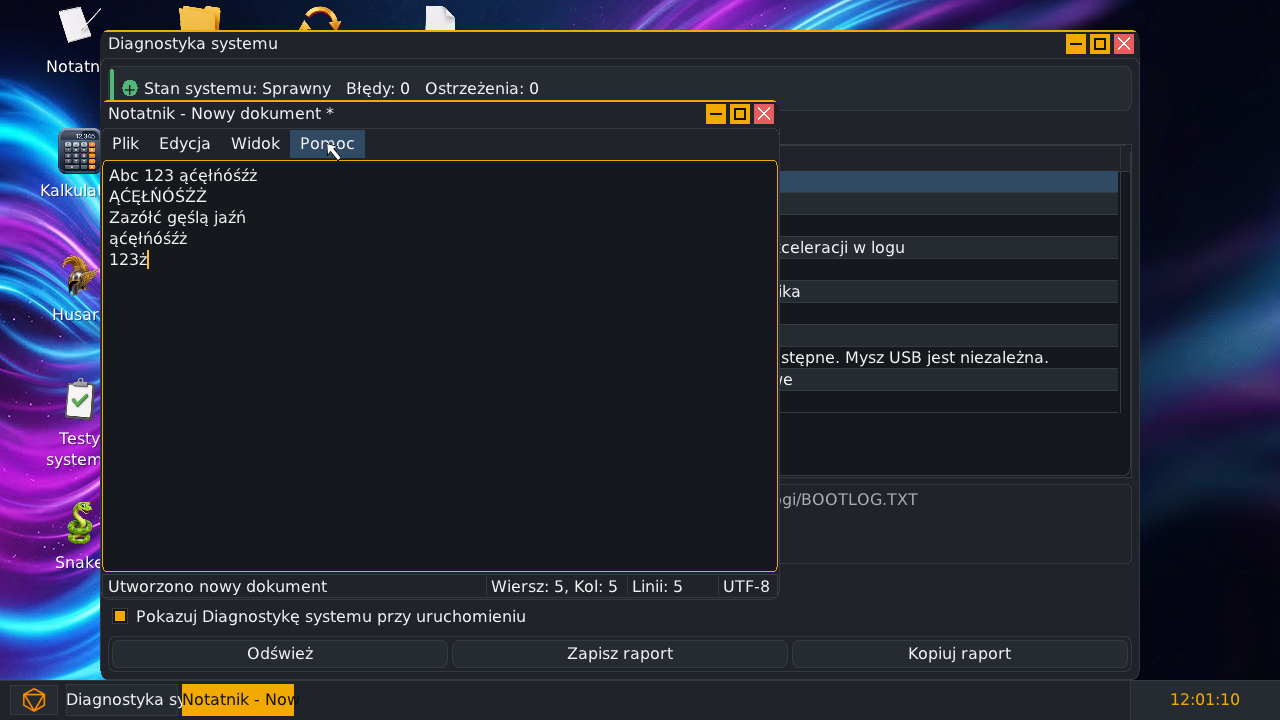 Notatn
Diagnostyka systemu
Stan systemu: Sprawny Błędy: 0 Ostrzeżenia: 0
Notatnik - Nowy dokument *
Plik Edycja Widok Pomoc
Abc 123 ąćęłńóśźż
ĄĆĘŁŃÓŚŹŻ
Zazółć gęślą jaźń
ąćęłńóśźż
123ż
12345
Kalkula
Husar
Testy
system
Snake
celeracji w logu
ika
stępne. Mysz USB jest niezależna.
we
ogi/BOOTLOG.TXT
Utworzono nowy dokument Wiersz: 5, Kol: 5 Linii: 5 UTF-8
Pokazuj Diagnostykę systemu przy uruchomieniu
Odśwież Zapisz raport Kopiuj raport
Diagnostyka sy Notatnik - Now 12:01:10